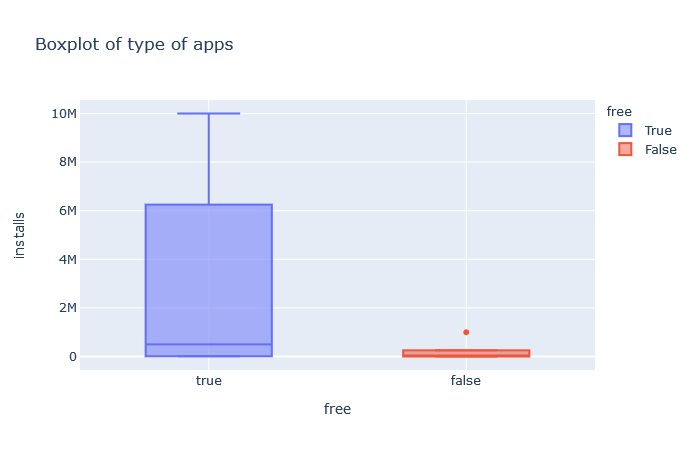 Boxplot of type of apps
free
True
False
10M
8M
6M
4M
2M
0
installs
true
false
free